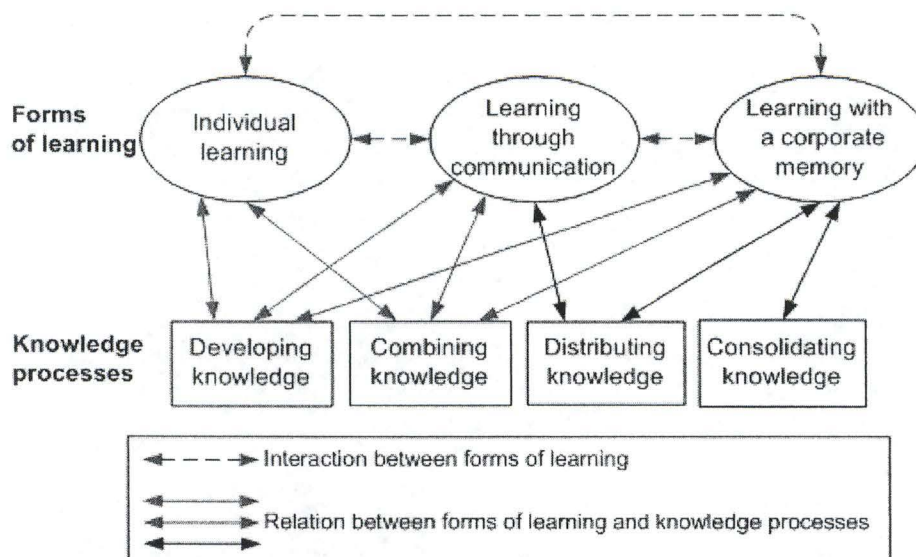 Forms
of learning
Individual
learning
Learning
through
communication
Learning with
a corporate
memory
Knowledge
processes
Developing
knowledge
Combining
knowledge
Distributing
knowledge
Consolidating
knowledge
Interaction between forms of learning
Relation between forms of learning and knowledge processes